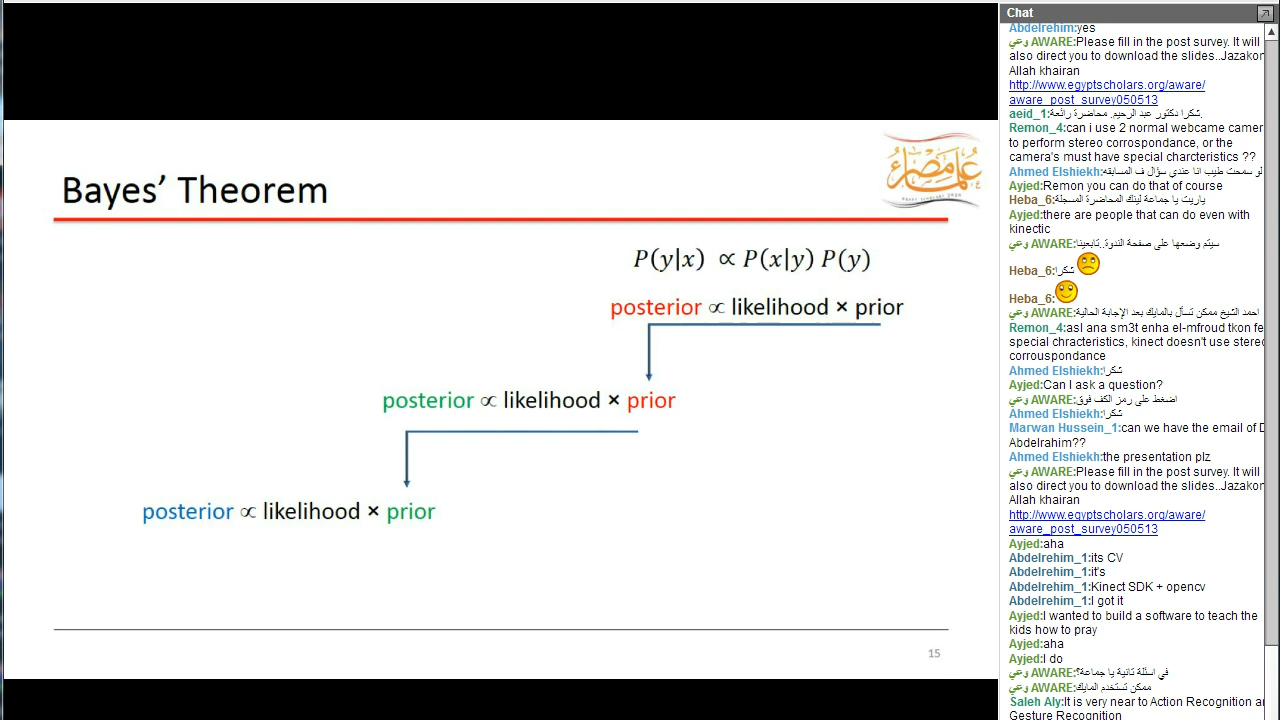 Bayes’ Theorem
علماء مصر
P(y|x) ∝ P(x|y) P(y)
posterior ∝ likelihood × prior
posterior ∝ likelihood × prior
posterior ∝ likelihood × prior
15
Chat
Abdelrehim:yes
وعي AWARE:Please fill in the post survey. It will
also direct you to download the slides..Jazakom
Allah khairan
http://www.egyptscholars.org/aware/
aware_post_survey050513
aeid_1:شكرا دكتور عبد الرحيم. محاضرة رائعة.
Remon_4:can i use 2 normal webcame camer
to perform stereo corrospondance, or the
camera's must have special charcteristics ??
Ahmed Elshiekh:لو سمحت طيب انا عندي سؤال ف المسابقه
Ayjed:Remon you can do that of course
Heba_6:ياريت يا جماعة لينك المحاضرة المسجلة
Ayjed:there are people that can do even with
kinectic
وعي AWARE:سيتم وضعها على صفحة الندوة..تابعينا
Heba_6:شكرا
Heba_6:
وعي AWARE:احمد الشيخ ممكن تسأل بالمايك بعد الإجابة الحالية
Remon_4:asl ana sm3t enha el-mfroud tkon fe
special chracteristics, kinect doesn't use stereo
corrouspondance
Ahmed Elshiekh:شكرا
Ayjed:Can I ask a question?
وعي AWARE:اضغط على رمز الكف فوق
Ahmed Elshiekh:شكرا
Marwan Hussein_1:can we have the email of D
Abdelrahim??
Ahmed Elshiekh:the presentation plz
وعي AWARE:Please fill in the post survey. It will
also direct you to download the slides..Jazakom
Allah khairan
http://www.egyptscholars.org/aware/
aware_post_survey050513
Ayjed:aha
Abdelrehim_1:its CV
Abdelrehim_1:it's
Abdelrehim_1:Kinect SDK + opencv
Abdelrehim_1:I got it
Ayjed:I wanted to build a software to teach the
kids how to pray
Ayjed:aha
Ayjed:I do
وعي AWARE:في اسئلة تانية يا جماعة؟
وعي AWARE:ممكن تستخدم المايك
Saleh Aly:It is very near to Action Recognition an
Gesture Recognition